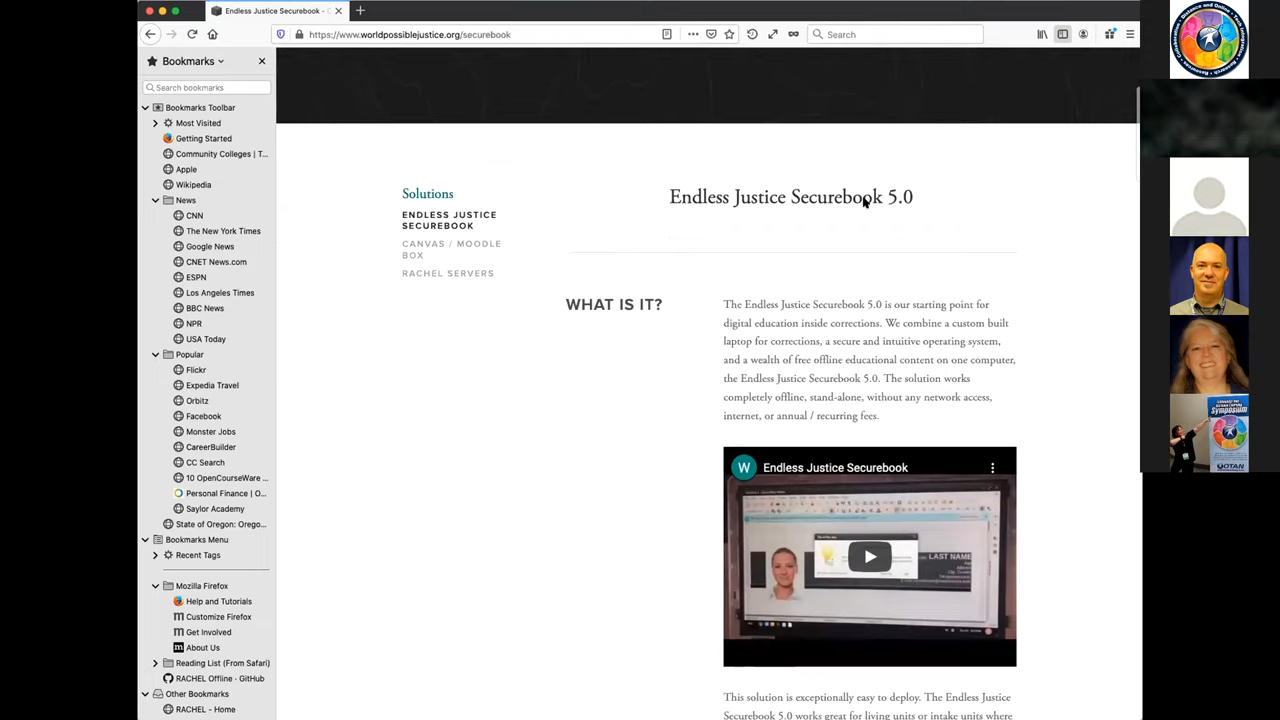 Endless Justice Securebook -
https://www.worldpossiblejustice.org/securebook
Search
Bookmarks
Search bookmarks
Bookmarks Toolbar
Most Visited
Getting Started
Community Colleges | T...
Apple
Wikipedia
News
CNN
The New York Times
Google News
CNET News.com
ESPN
Los Angeles Times
BBC News
NPR
USA Today
Popular
Flickr
Expedia Travel
Orbitz
Facebook
Monster Jobs
CareerBuilder
CC Search
10 OpenCourseWare ...
Personal Finance | O...
Saylor Academy
State of Oregon: Orego...
Bookmarks Menu
Recent Tags
Mozilla Firefox
Help and Tutorials
Customize Firefox
Get Involved
About Us
Reading List (From Safari)
RACHEL Offline · GitHub
Other Bookmarks
RACHEL - Home
Solutions
ENDLESS JUSTICE
SECUREBOOK
CANVAS / MOODLE
BOX
RACHEL SERVERS
Endless Justice Securebook 5.0
WHAT IS IT?
The Endless Justice Securebook 5.0 is our starting point for
digital education inside corrections. We combine a custom built
laptop for corrections, a secure and intuitive operating system,
and a wealth of free offline educational content on one computer,
the Endless Justice Securebook 5.0. The solution works
completely offline, stand-alone, without any network access,
internet, or annual / recurring fees.
W
Endless Justice Securebook
LAST NAME
This solution is exceptionally easy to deploy. The Endless Justice
Securebook 5.0 works great for living units or intake units where
Symposium
OTAN